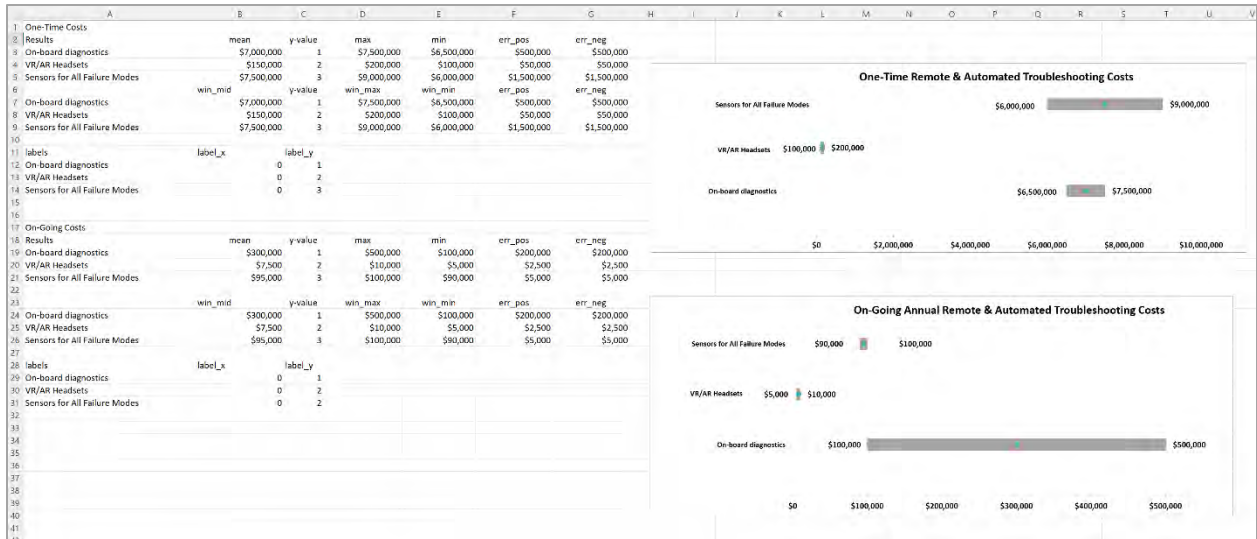 A B C D E F G H I J K L M N O P Q R S T U V
1 One-Time Costs
2 Results mean y-value max min err_pos err_neg
3 On-board diagnostics $7,000,000 1 $7,500,000 $6,500,000 $500,000 $500,000
4 VR/AR Headsets $150,000 2 $200,000 $100,000 $50,000 $50,000
5 Sensors for All Failure Modes $7,500,000 3 $9,000,000 $6,000,000 $1,500,000 $1,500,000
6 win_mid y-value win_max win_min err_pos err_neg
7 On-board diagnostics $7,000,000 1 $7,500,000 $6,500,000 $500,000 $500,000
8 VR/AR Headsets $150,000 2 $200,000 $100,000 $50,000 $50,000
9 Sensors for All Failure Modes $7,500,000 3 $9,000,000 $6,000,000 $1,500,000 $1,500,000
10
11 labels label_x label_y
12 On-board diagnostics 0 1
13 VR/AR Headsets 0 2
14 Sensors for All Failure Modes 0 3
15
16
17 On-Going Costs
18 Results mean y-value max min err_pos err_neg
19 On-board diagnostics $300,000 1 $500,000 $100,000 $200,000 $200,000
20 VR/AR Headsets $7,500 2 $10,000 $5,000 $2,500 $2,500
21 Sensors for All Failure Modes $95,000 3 $100,000 $90,000 $5,000 $5,000
22
23 win_mid y-value win_max win_min err_pos err_neg
24 On-board diagnostics $300,000 1 $500,000 $100,000 $200,000 $200,000
25 VR/AR Headsets $7,500 2 $10,000 $5,000 $2,500 $2,500
26 Sensors for All Failure Modes $95,000 3 $100,000 $90,000 $5,000 $5,000
27
28 labels label_x label_y
29 On-board diagnostics 0 1
30 VR/AR Headsets 0 2
31 Sensors for All Failure Modes 0 2
32
33
34
35
36
37
38
39
40
41
One-Time Remote & Automated Troubleshooting Costs
Sensors for All Failure Modes $6,000,000 $9,000,000
VR/AR Headsets $100,000 $200,000
On-board diagnostics $6,500,000 $7,500,000
$0 $2,000,000 $4,000,000 $6,000,000 $8,000,000 $10,000,000
On-Going Annual Remote & Automated Troubleshooting Costs
Sensors for All Failure Modes $90,000 $100,000
VR/AR Headsets $5,000 $10,000
On-board diagnostics $100,000 $500,000
$0 $100,000 $200,000 $300,000 $400,000 $500,000